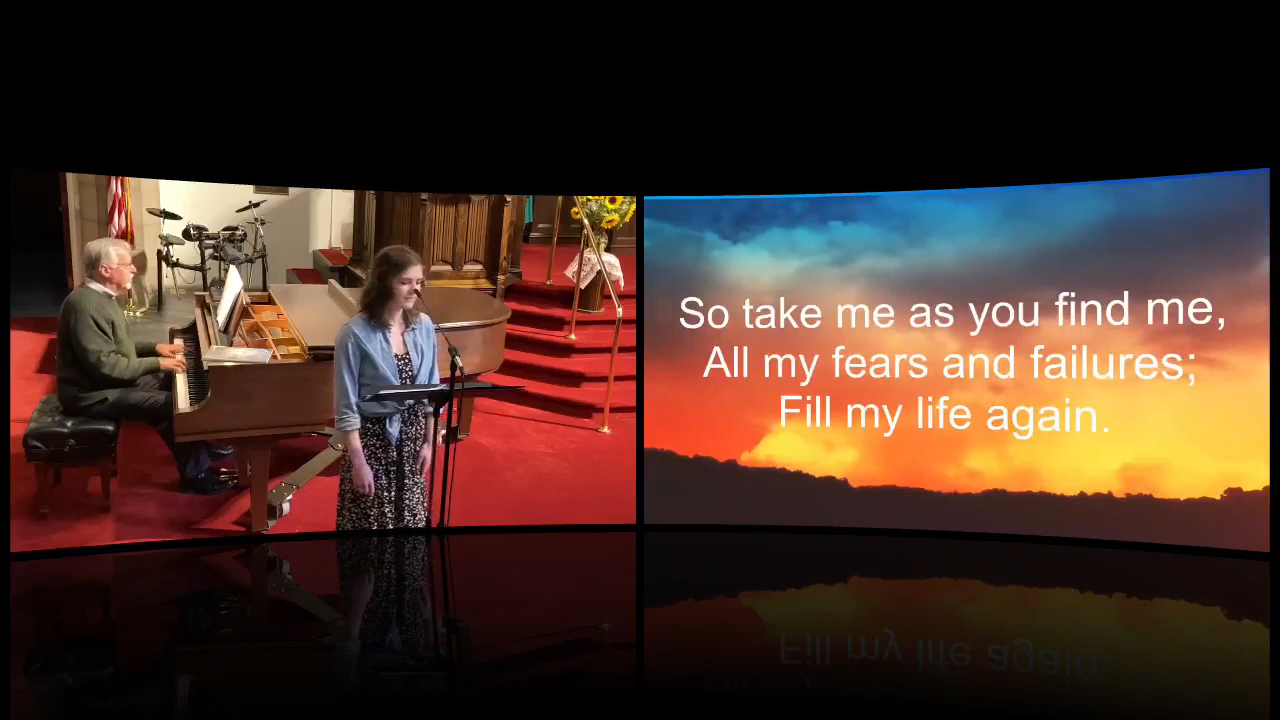 So take me as you find me,
All my fears and failures;
Fill my life again.